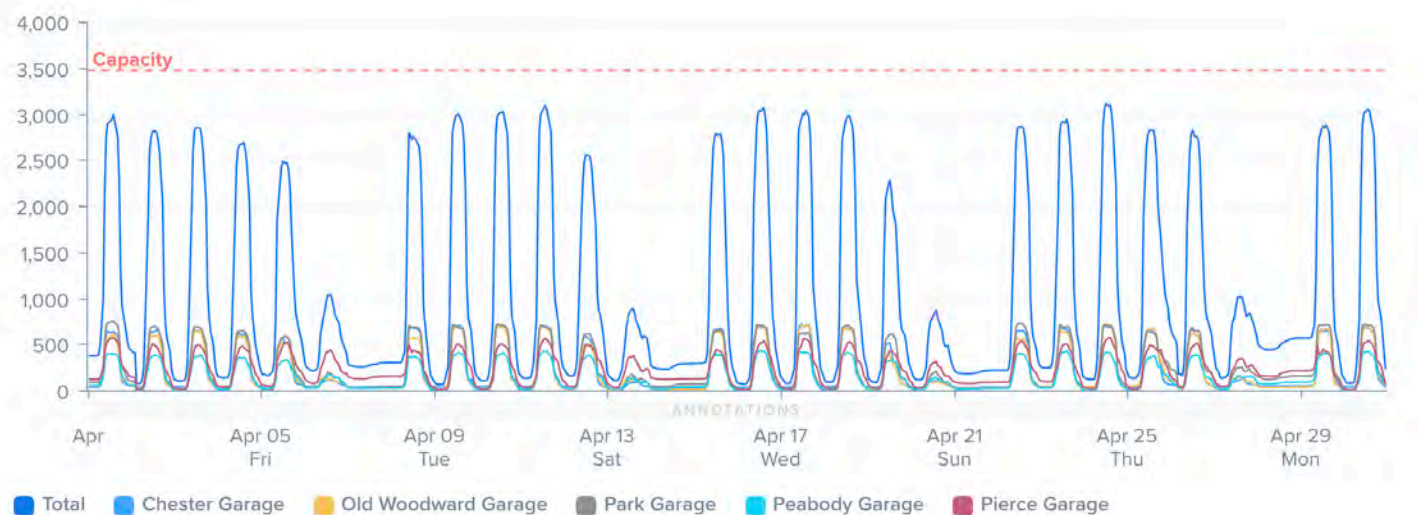 4,000
Capacity
3,500
3,000
2,500
2,000
1,500
1,000
500
0
ANNOTATIONS
Apr Apr 05 Apr 09 Apr 13 Apr 17 Apr 21 Apr 25 Apr 29
Fri Tue Sat Wed Sun Thu Mon
Total Chester Garage Old Woodward Garage Park Garage Peabody Garage Pierce Garage